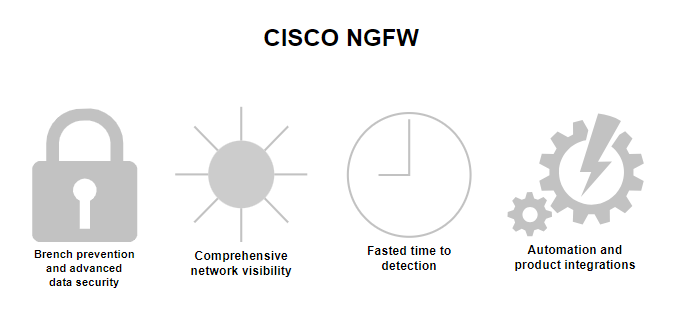 CISCO NGFW
Brench prevention
and advanced
data security
Comprehensive
network visibility
Fasted time to
detection
Automation and
product integrations